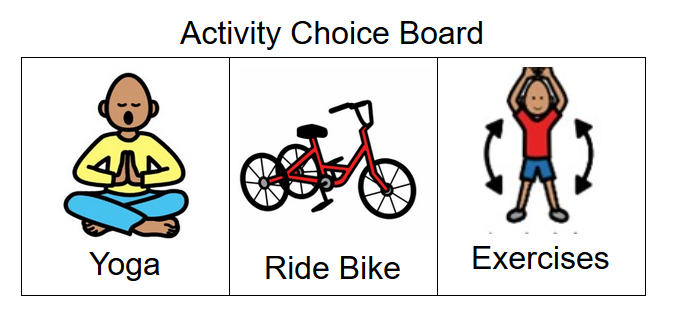 Activity Choice Board
Yoga
Ride Bike
Exercises